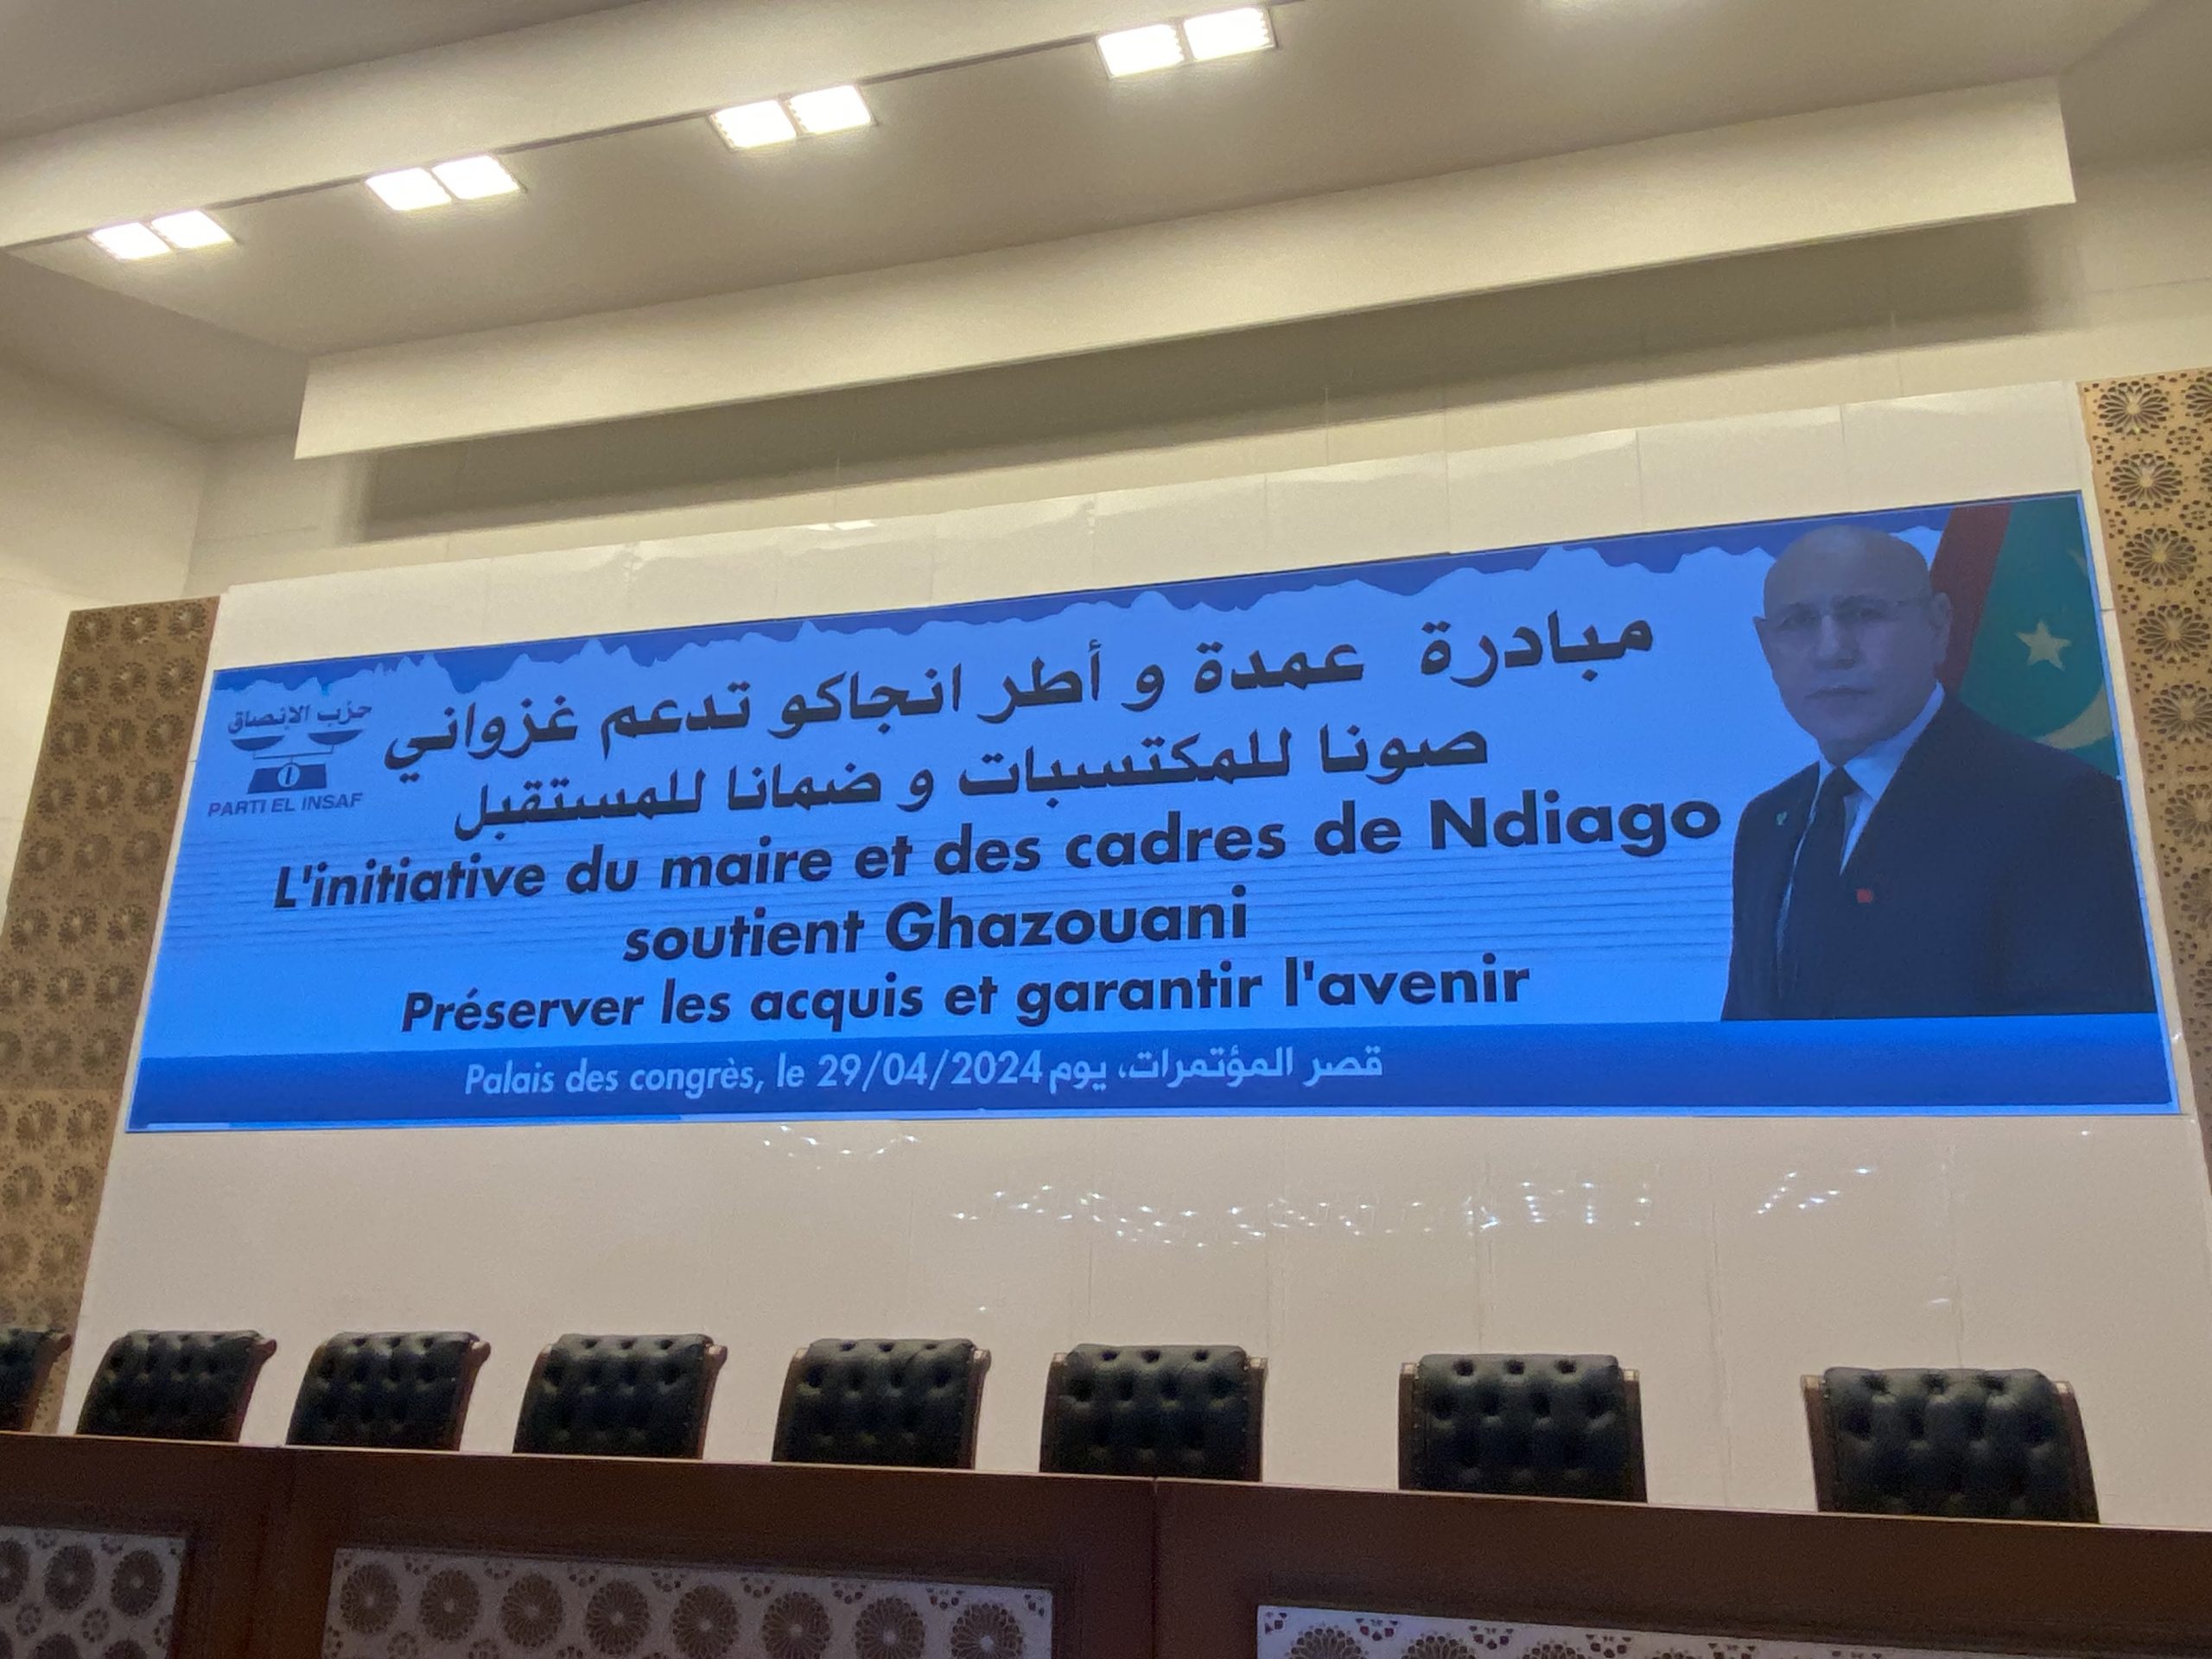 مبادرة عمدة و أطر انجاكو تدعم غزواني
صونا للمكتسبات و ضمانا للمستقبل
حزب الإنصاف
PARTI EL INSAF
L'initiative du maire et des cadres de Ndiago
soutient Ghazouani
Préserver les acquis et garantir l'avenir
Palais des congrès, le 29/04/2024 قصر المؤتمرات، يوم